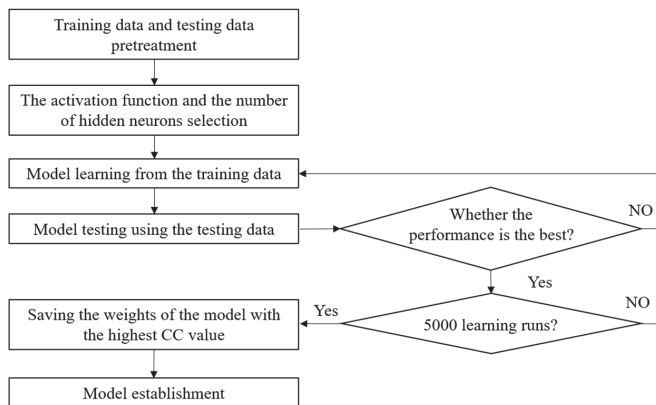 Training data and testing data
pretreatment
The activation function and the number
of hidden neurons selection
Model learning from the training data
Model testing using the testing data
Whether the
performance is the best?
NO
Yes
5000 learning runs?
NO
Yes
Saving the weights of the model with
the highest CC value
Model establishment